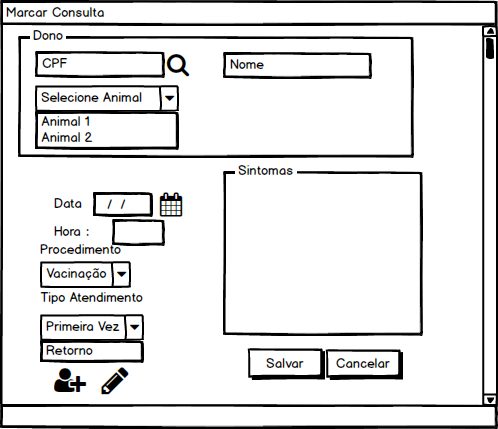 Marcar Consulta
Dono
CPF
Nome
Selecione Animal
Animal 1
Animal 2
Sintomas
Data / /
Hora :
Procedimento
Vacinação
Tipo Atendimento
Primeira Vez
Retorno
Salvar Cancelar